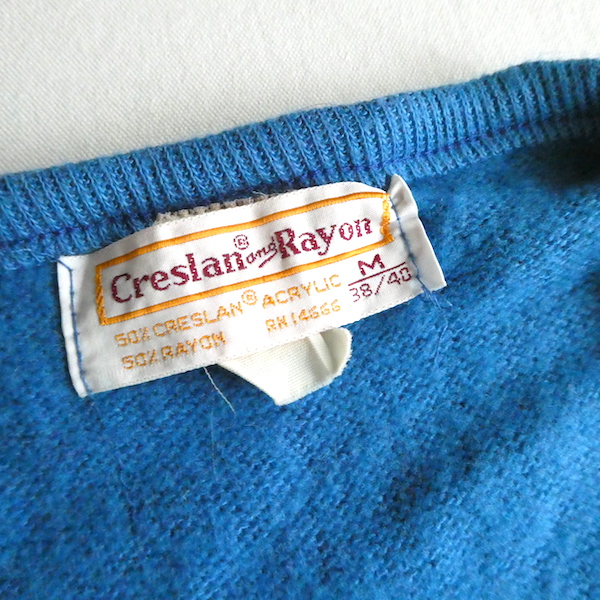 Creslan® and Rayon
M
38/40
50% CRESLAN® ACRYLIC
50% RAYON RN 14666